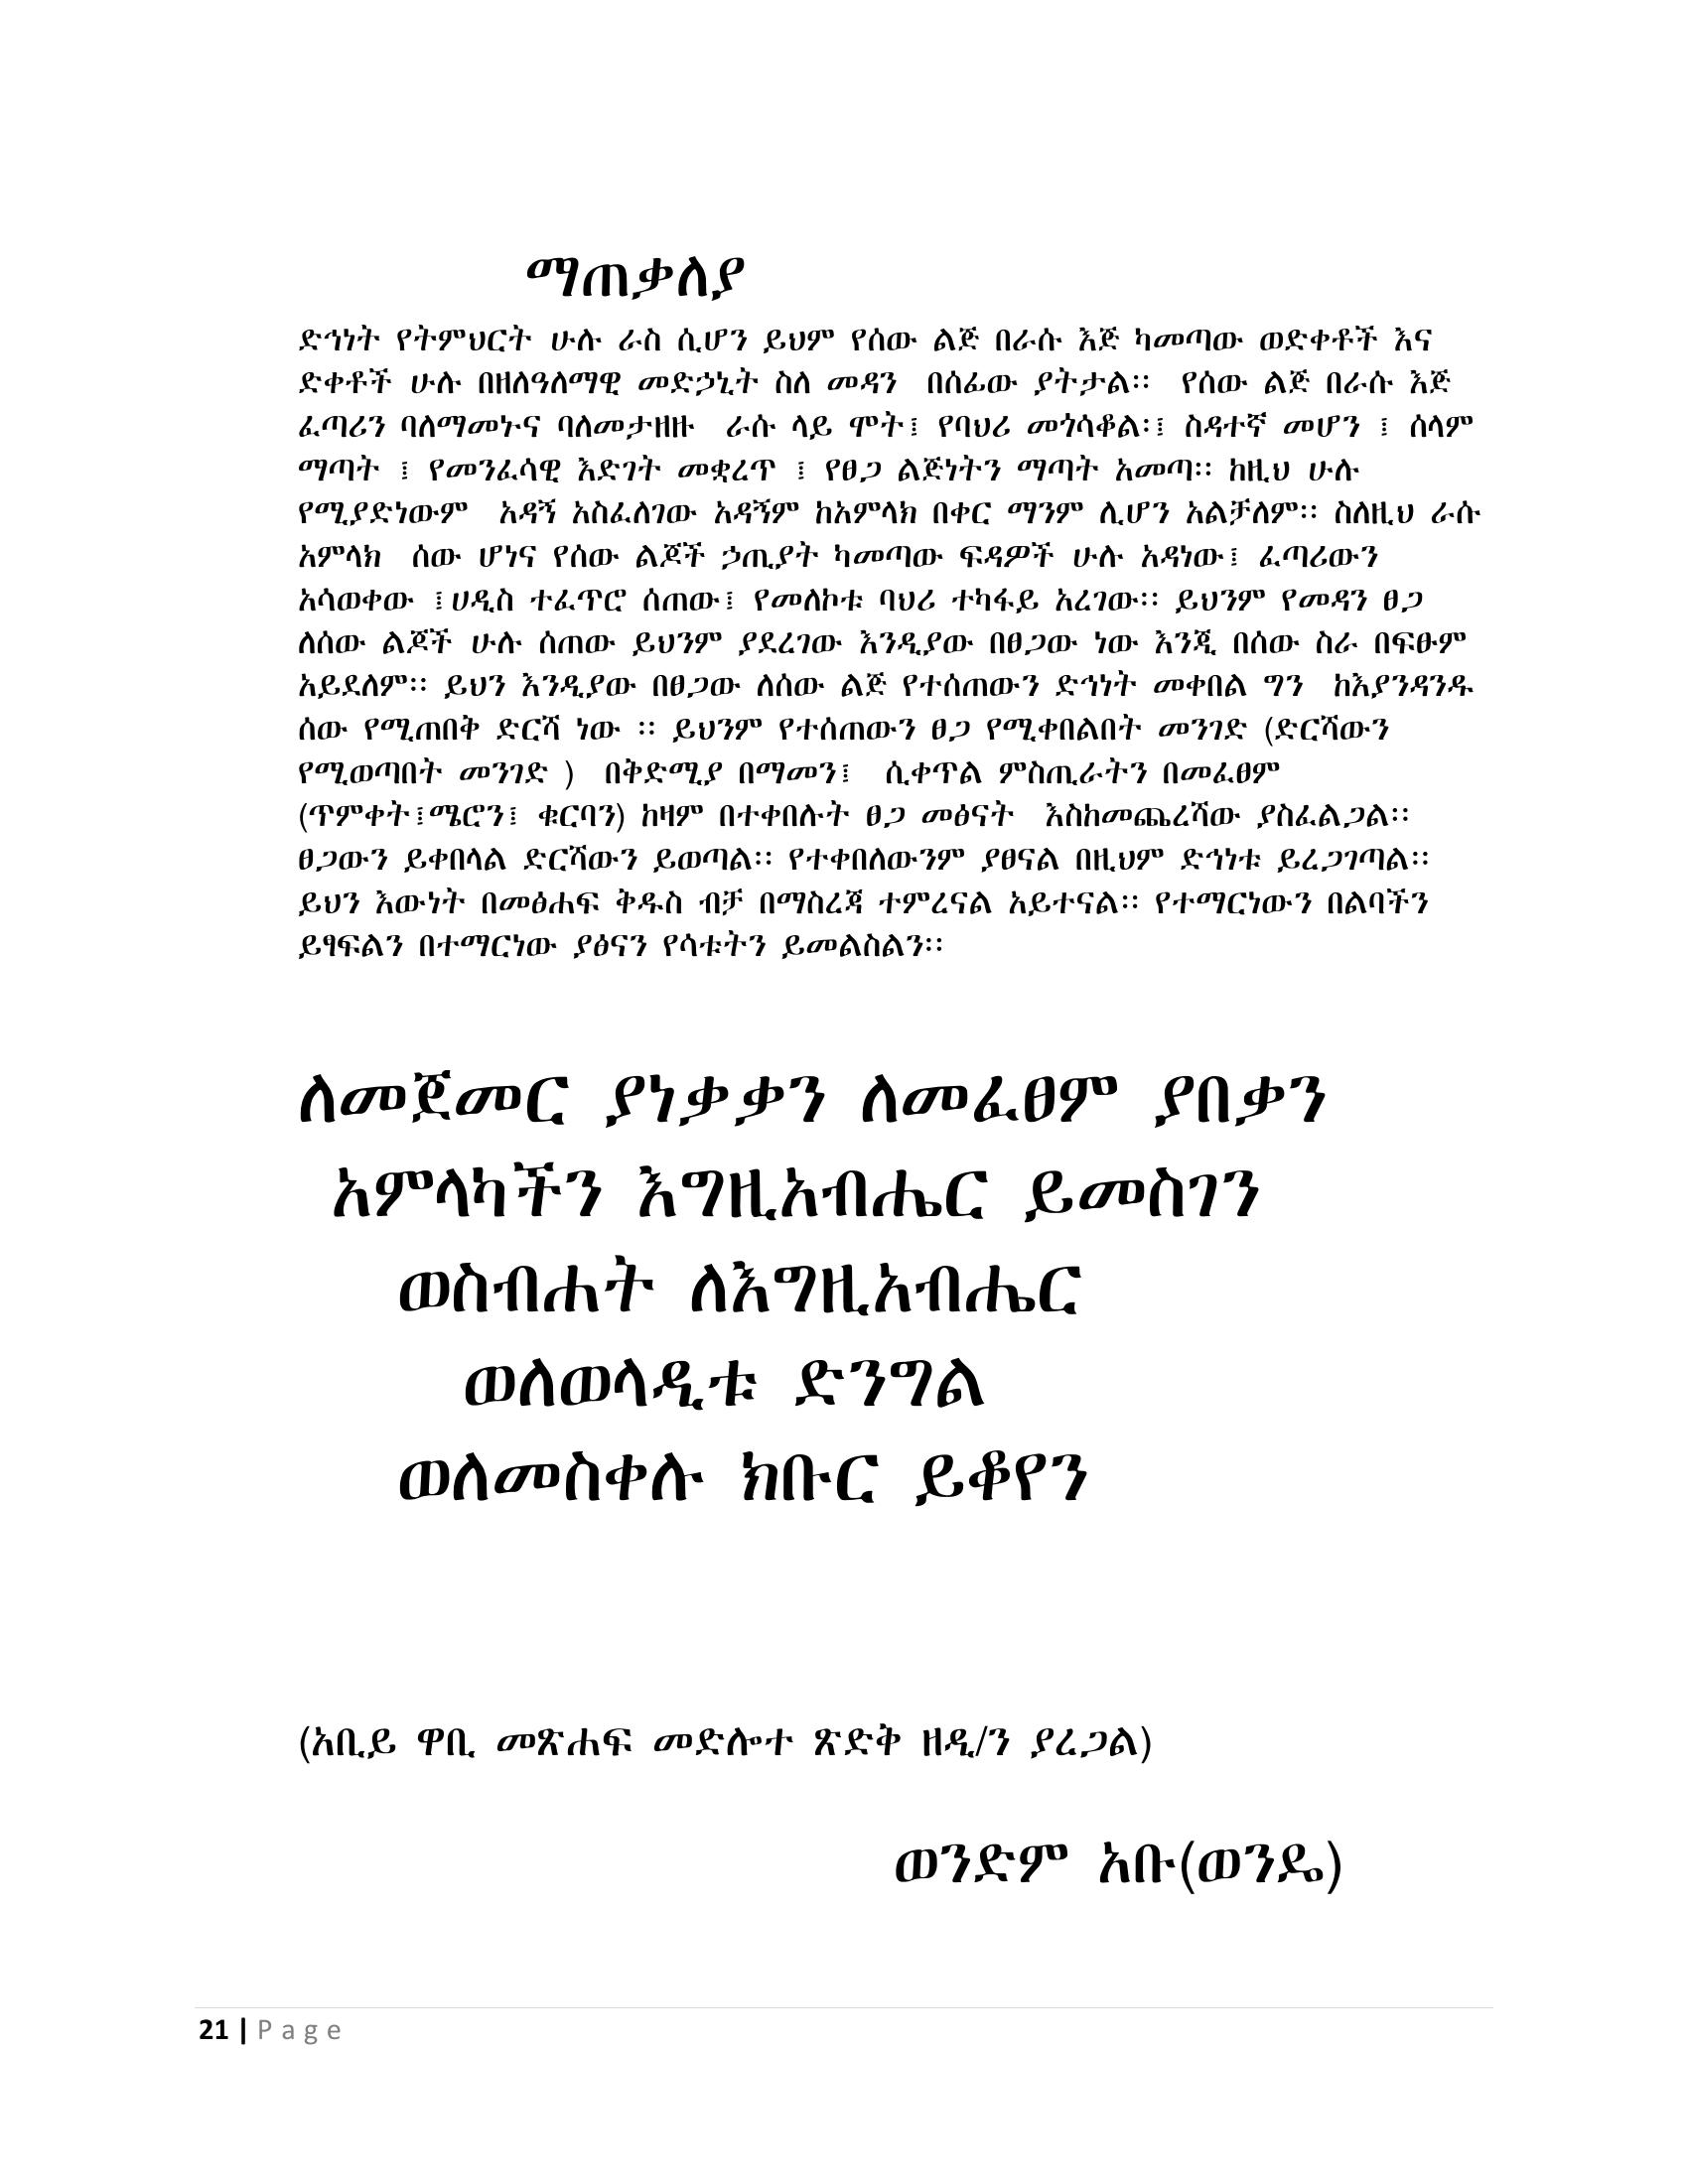 ማጠቃለያ
ድኅነት የትምህርት ሁሉ ራስ ሲሆን ይህም የሰው ልጅ በራሱ እጅ ካመጣው ወድቀቶች እና
ድቀቶች ሁሉ በዘለዓለማዊ መድኃኒት ስለ መዳን በሰፊው ያትታል፡፡ የሰው ልጅ በራሱ እጅ
ፈጣሪን ባለማመኑና ባለመታዘዙ ራሱ ላይ ሞት፤ የባህሪ መጎሳቆል፡፤ ስዳተኛ መሆን ፤ ሰላም
ማጣት ፤ የመንፈሳዊ እድገት መቋረጥ ፤ የፀጋ ልጅነትን ማጣት አመጣ፡፡ ከዚህ ሁሉ
የሚያድነውም አዳኝ አስፈለገው አዳኝም ከአምላክ በቀር ማንም ሊሆን አልቻለም፡፡ ስለዚህ ራሱ
አምላክ ሰው ሆነና የሰው ልጆች ኃጢያት ካመጣው ፍዳዎች ሁሉ አዳነው፤ ፈጣሪውን
አሳወቀው ፤ሀዲስ ተፈጥሮ ሰጠው፤ የመለኮቱ ባህሪ ተካፋይ አረገው፡፡ ይህንም የመዳን ፀጋ
ለሰው ልጆች ሁሉ ሰጠው ይህንም ያደረገው እንዲያው በፀጋው ነው እንጂ በሰው ስራ በፍፁም
አይደለም፡፡ ይህን እንዲያው በፀጋው ለሰው ልጅ የተሰጠውን ድኅነት መቀበል ግን ከእያንዳንዱ
ሰው የሚጠበቅ ድርሻ ነው ፡፡ ይህንም የተሰጠውን ፀጋ የሚቀበልበት መንገድ (ድርሻውን
የሚወጣበት መንገድ ) በቅድሚያ በማመን፤ ሲቀጥል ምስጢራትን በመፈፀም
(ጥምቀት፤ሜሮን፤ ቁርባን) ከዛም በተቀበሉት ፀጋ መፅናት እስከመጨረሻው ያስፈልጋል፡፡
ፀጋውን ይቀበላል ድርሻውን ይወጣል፡፡ የተቀበለውንም ያፀናል በዚህም ድኅነቱ ይረጋገጣል፡፡
ይህን እውነት በመፅሐፍ ቅዱስ ብቻ በማስረጃ ተምረናል አይተናል፡፡ የተማርነውን በልባችን
ይፃፍልን በተማርነው ያፅናን የሳቱትን ይመልስልን፡፡
ለመጀመር ያነቃቃን ለመፈፀም ያበቃን
አምላካችን እግዚአብሔር ይመስገን
ወስብሐት ለእግዚአብሔር
ወለወላዲቱ ድንግል
ወለመስቀሉ ክቡር ይቆየን
(አቢይ ዋቢ መጽሐፍ መድሎተ ጽድቅ ዘዲ/ን ያረጋል)
ወንድም አቡ(ወንዴ)
21 | Page